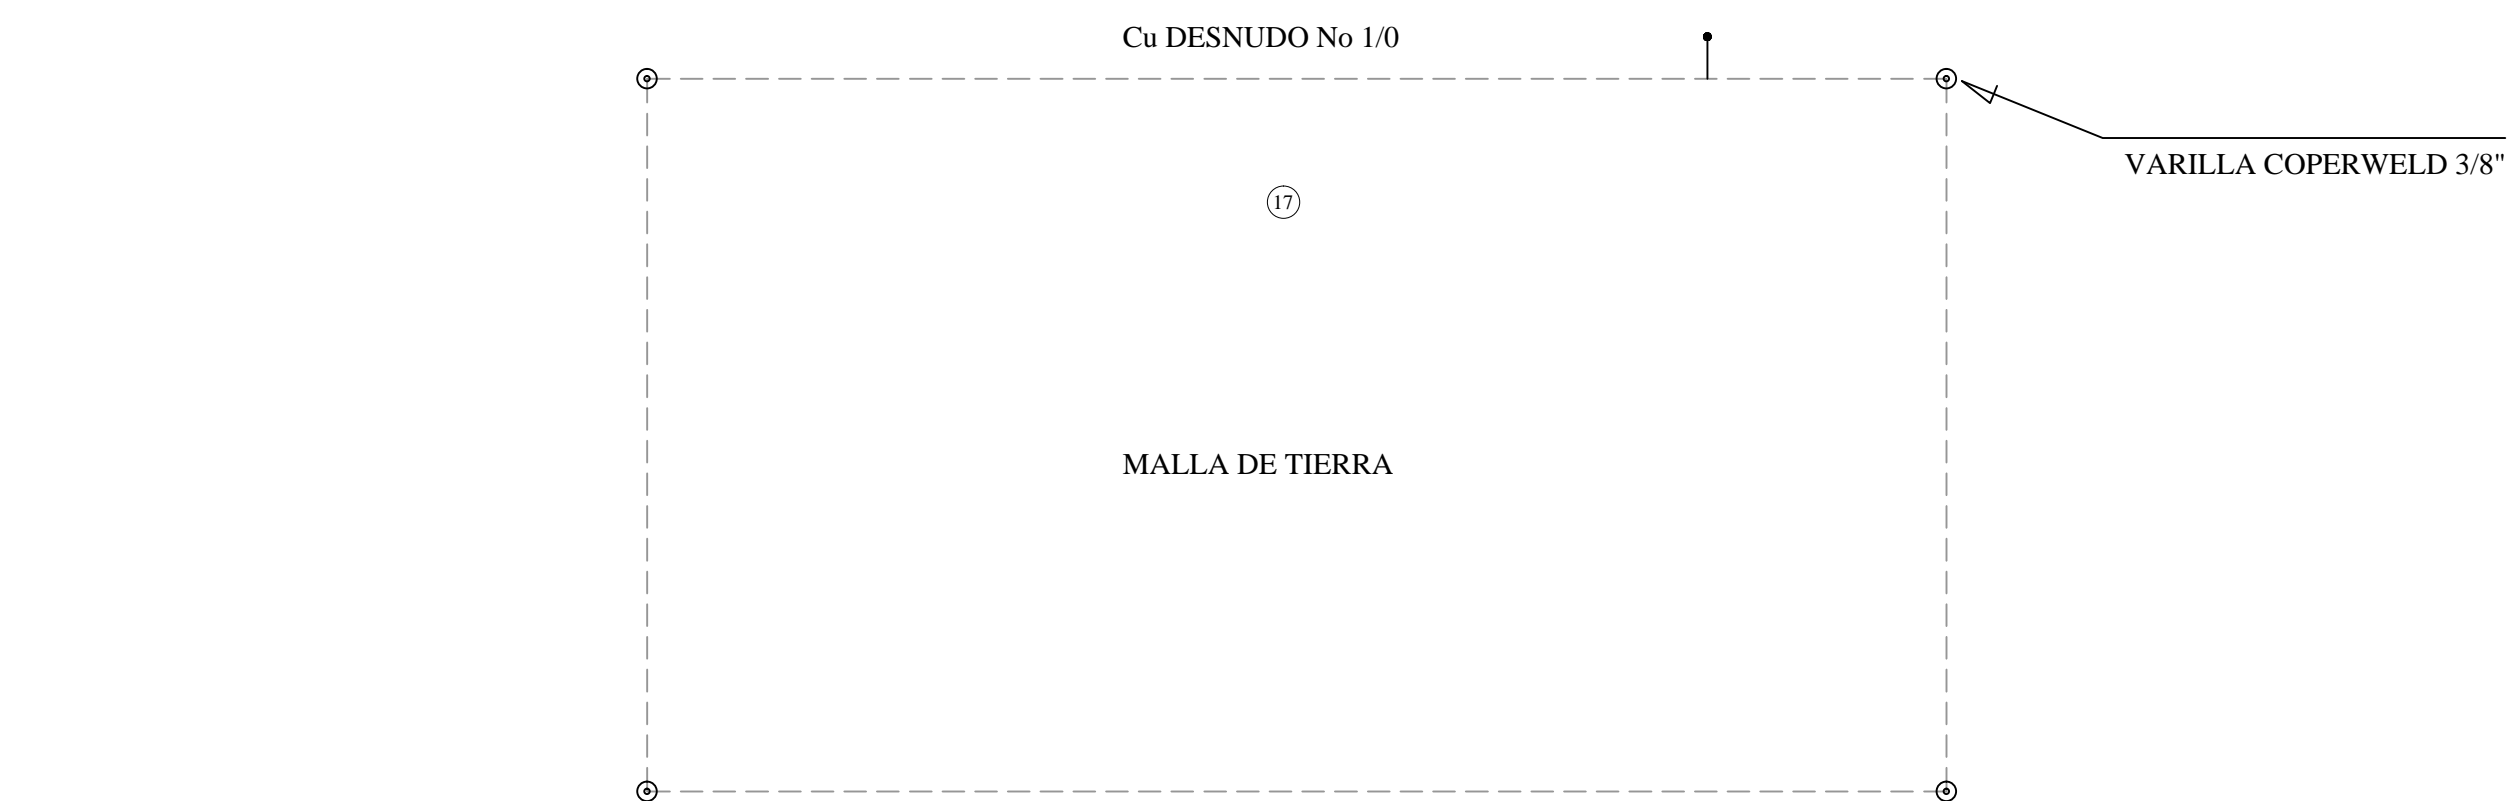 Cu DESNUDO No 1/0
VARILLA COPERWELD 3/8"
17
MALLA DE TIERRA